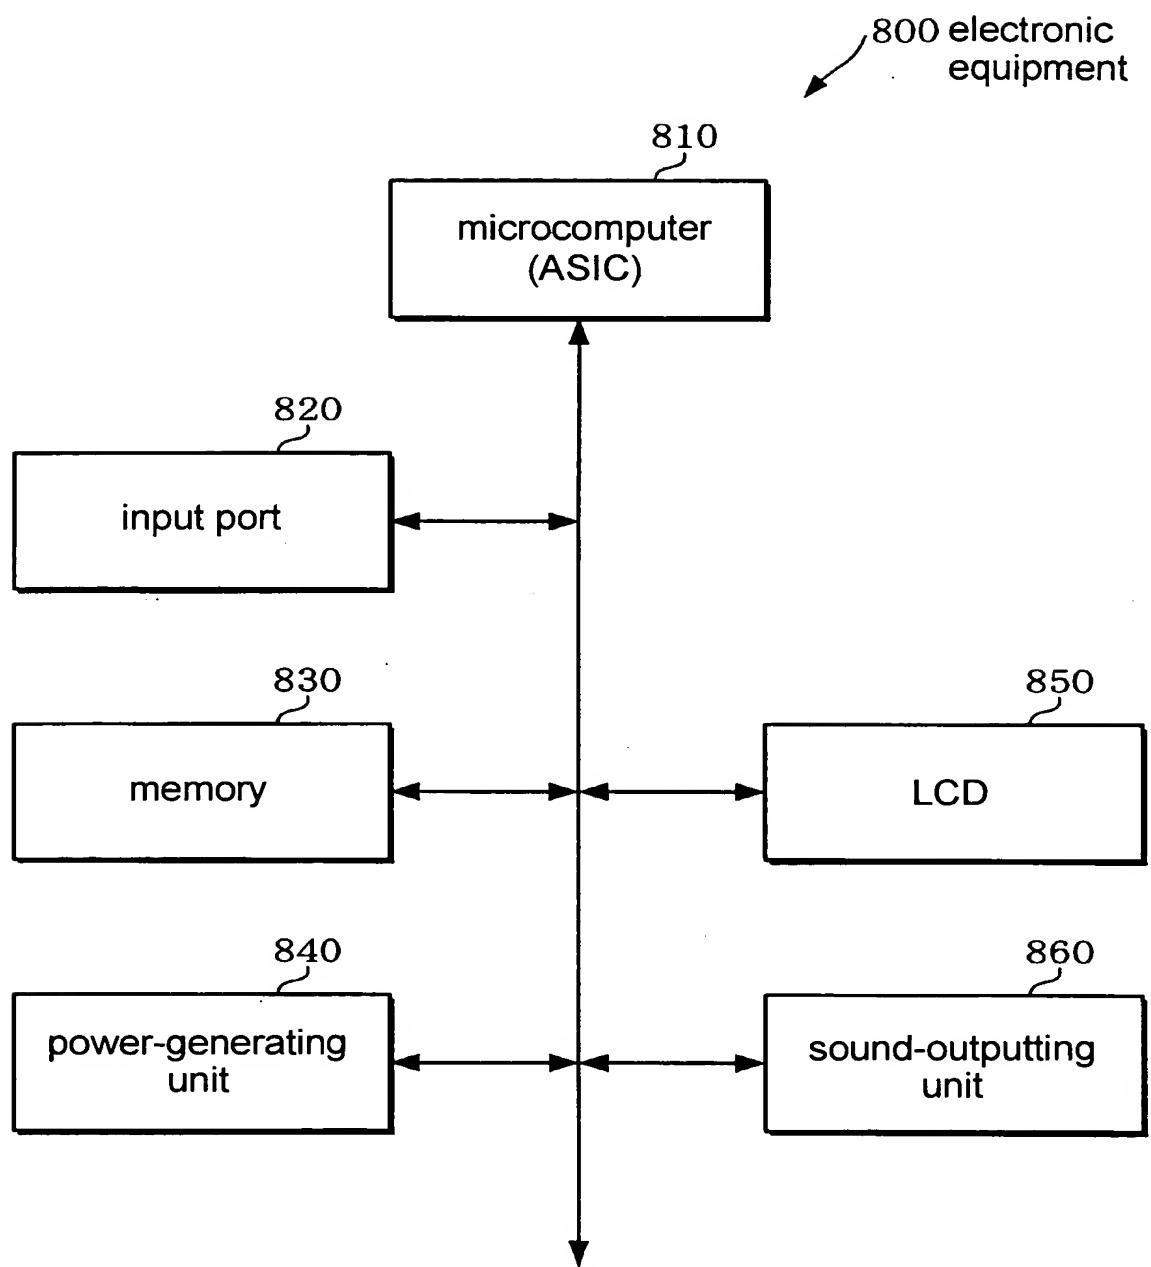 800 electronic
equipment
810
microcomputer
(ASIC)
820
input port
830
memory
850
LCD
840
power-generating
unit
860
sound-outputting
unit